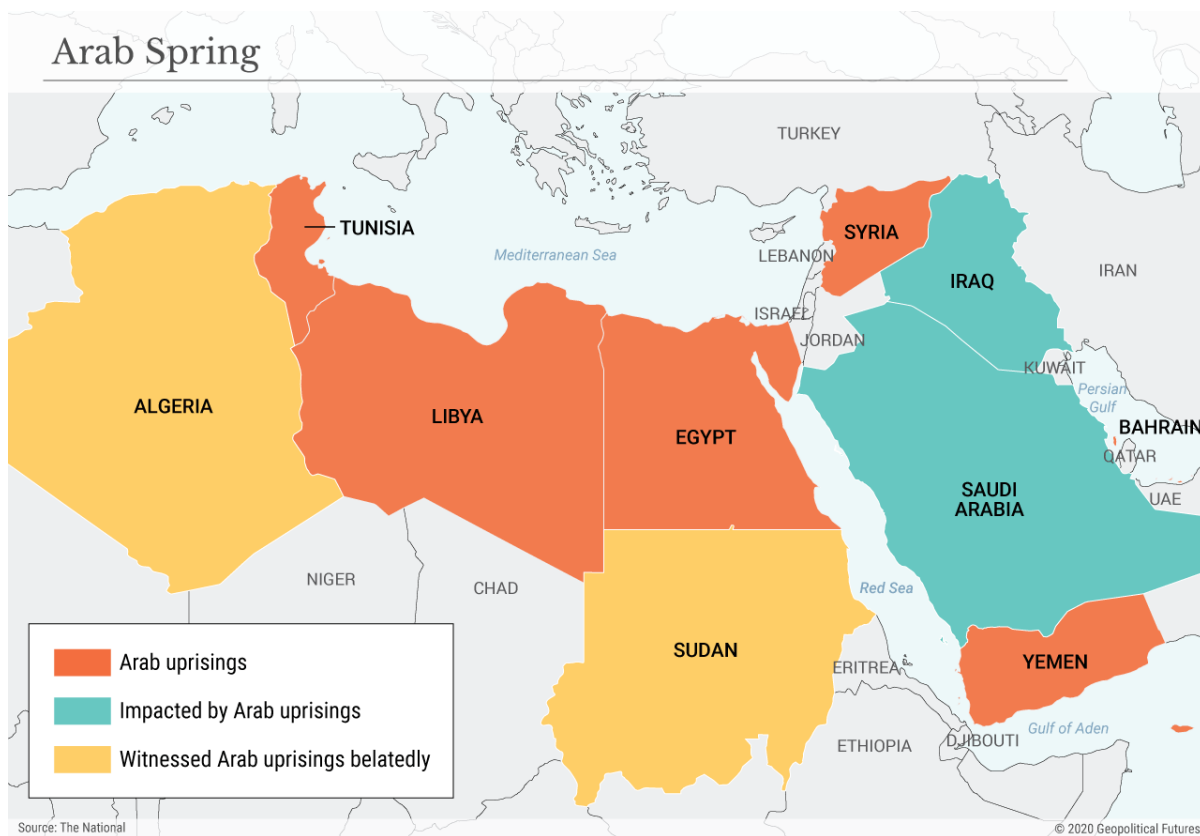 Arab Spring
TURKEY
TUNISIA
SYRIA
LEBANON
Mediterranean Sea
IRAN
IRAQ
ISRAEL
JORDAN
KUWAIT
Persian
Gulf
ALGERIA
LIBYA
EGYPT
BAHRAIN
QATAR
SAUDI
ARABIA
UAE
NIGER
CHAD
Red Sea
SUDAN
ERITREA
YEMEN
Gulf of Aden
DJIBOUTI
ETHIOPIA
Arab uprisings
Impacted by Arab uprisings
Witnessed Arab uprisings belatedly
Source: The National
© 2020 Geopolitical Futures